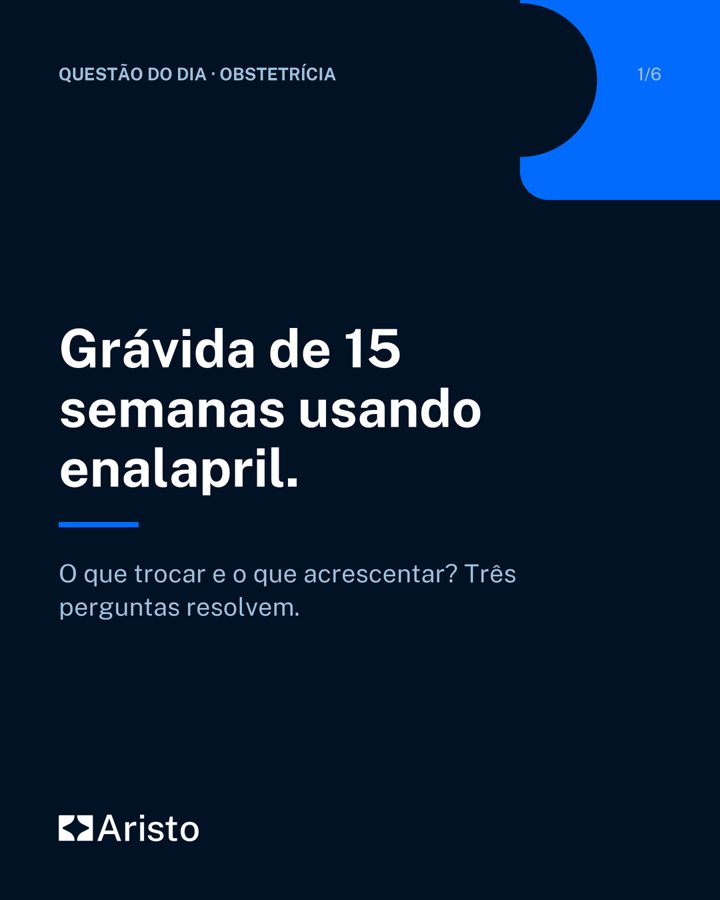 QUESTÃO DO DIA · OBSTETRÍCIA
1/6
Grávida de 15
semanas usando
enalapril.
O que trocar e o que acrescentar? Três
perguntas resolvem.
Aristo